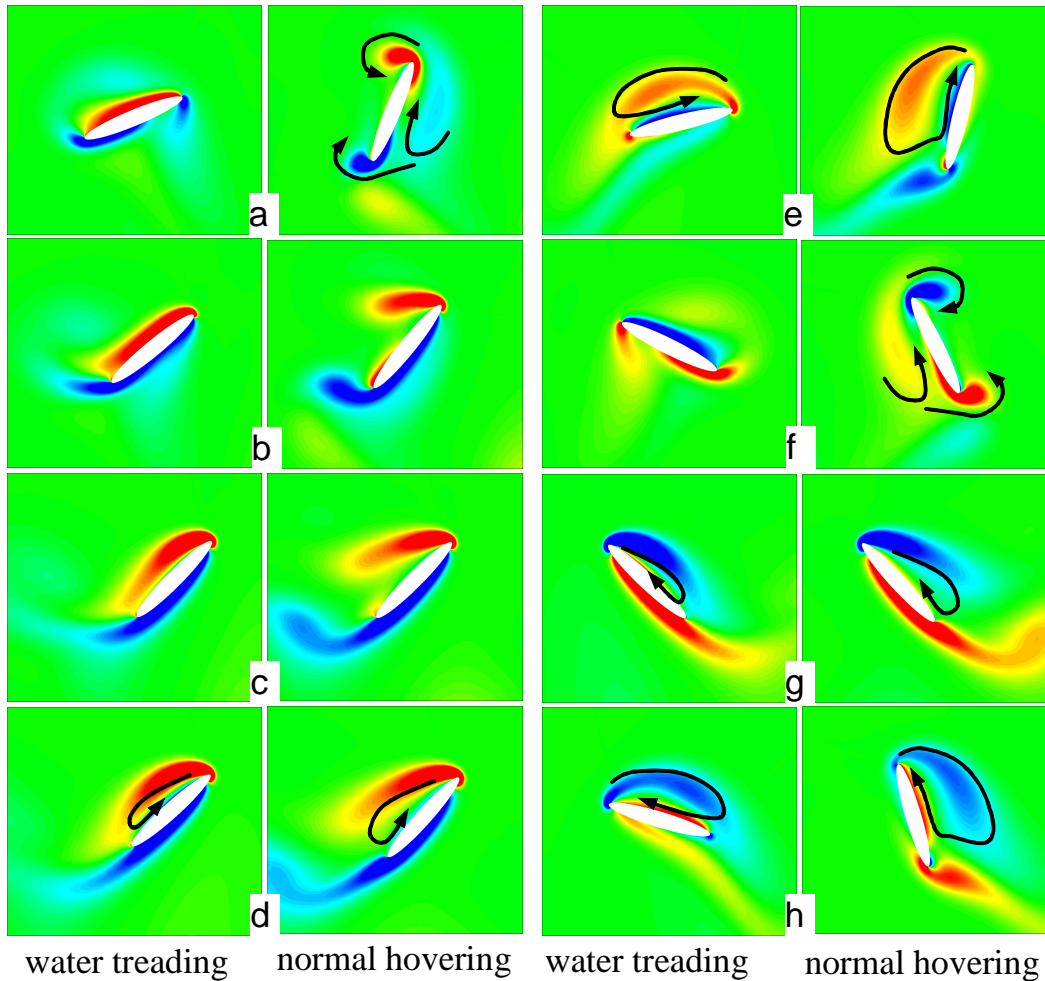 a
e
b
f
c
g
d
h
water treading
normal hovering
water treading
normal hovering